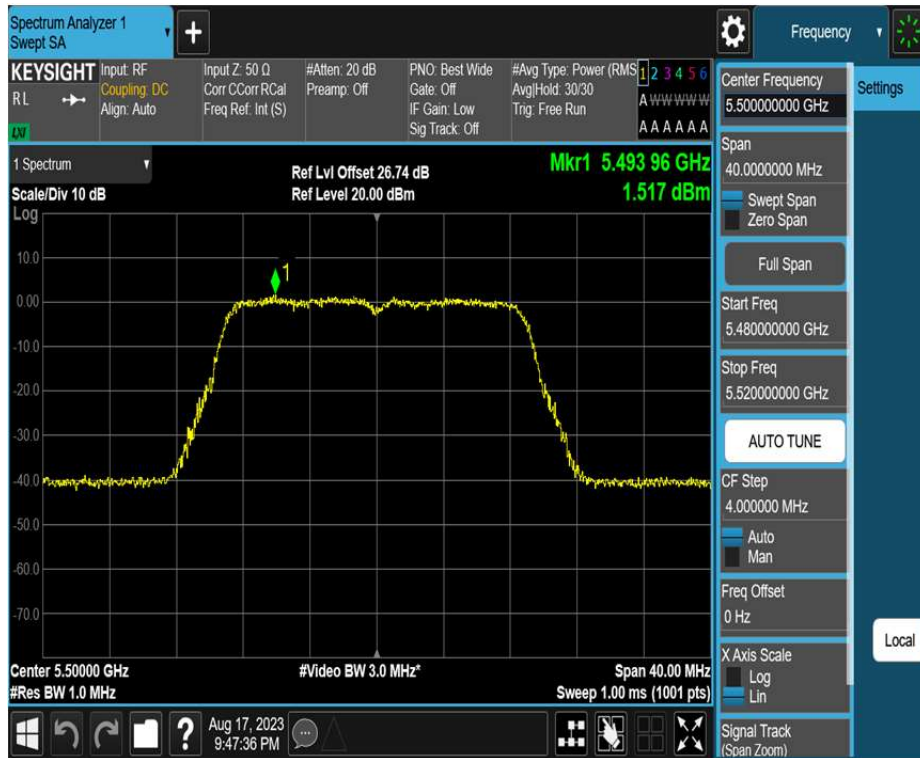 Spectrum Analyzer 1
Swept SA
+
Frequency
KEYSIGHT
R L
LXI
Input: RF
Coupling: DC
Align: Auto
Input Z: 50 Ω
Corr CCorr RCal
Freq Ref: Int (S)
#Atten: 20 dB
Preamp: Off
PNO: Best Wide
Gate: Off
IF Gain: Low
Sig Track: Off
#Avg Type: Power (RMS
Avg|Hold: 30/30
Trig: Free Run
1 2 3 4 5 6
A W W W W W
A A A A A A
1 Spectrum
Scale/Div 10 dB
Log
Ref Lvl Offset 26.74 dB
Ref Level 20.00 dBm
Mkr1 5.493 96 GHz
1.517 dBm
1
10.0
0.00
-10.0
-20.0
-30.0
-40.0
-50.0
-60.0
-70.0
Center 5.50000 GHz
#Res BW 1.0 MHz
#Video BW 3.0 MHz*
Span 40.00 MHz
Sweep 1.00 ms (1001 pts)
?
Aug 17, 2023
9:47:36 PM
Center Frequency
5.50000000 GHz
Span
40.0000000 MHz
Swept Span
Zero Span
Full Span
Start Freq
5.480000000 GHz
Stop Freq
5.520000000 GHz
AUTO TUNE
CF Step
4.000000 MHz
Auto
Man
Freq Offset
0 Hz
X Axis Scale
Log
Lin
Signal Track
(Span Zoom)
Settings
Local